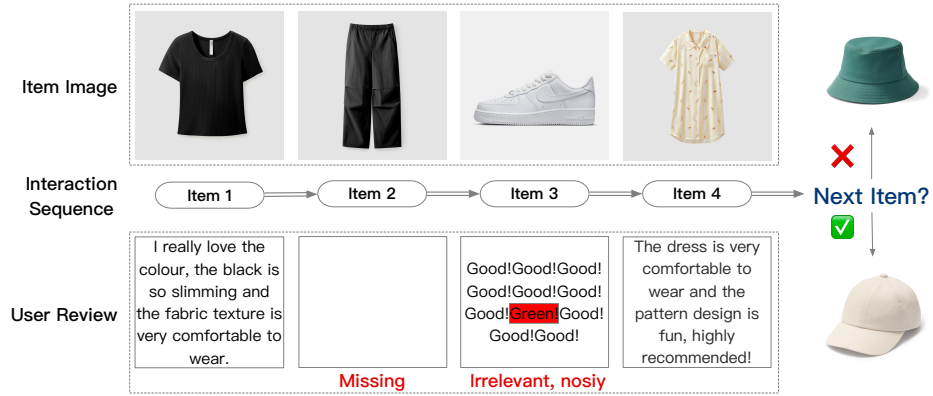 Item Image
Interaction
Sequence
Item 1
Item 2
Item 3
Item 4
Next Item?
User Review
I really love the
colour, the black is
so slimming and
the fabric texture is
very comfortable to
wear.
Good!Good!Good!
Good!Good!Good!
Good!Green!Good!
Good!Good!
The dress is very
comfortable to
wear and the
pattern design is
fun, highly
recommended!
Missing
Irrelevant, nosiy